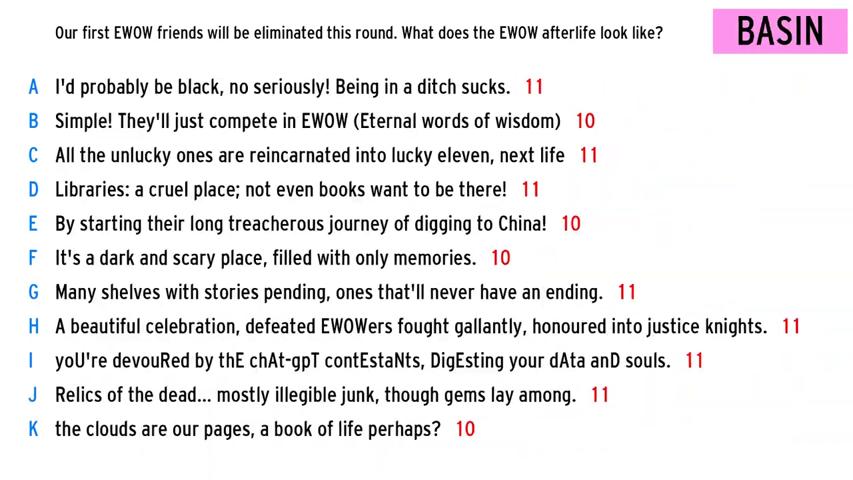 Our first EWOW friends will be eliminated this round. What does the EWOW afterlife look like?
BASIN
A I'd probably be black, no seriously! Being in a ditch sucks. 11
B Simple! They'll just compete in EWOW (Eternal words of wisdom) 10
C All the unlucky ones are reincarnated into lucky eleven, next life 11
D Libraries: a cruel place; not even books want to be there! 11
E By starting their long treacherous journey of digging to China! 10
F It's a dark and scary place, filled with only memories. 10
G Many shelves with stories pending, ones that'll never have an ending. 11
H A beautiful celebration, defeated EWOWers fought gallantly, honoured into justice knights. 11
I yoU're devouRed by thE chAt-gpT contEstaNts, DigEsting your dAta anD souls. 11
J Relics of the dead... mostly illegible junk, though gems lay among. 11
K the clouds are our pages, a book of life perhaps? 10